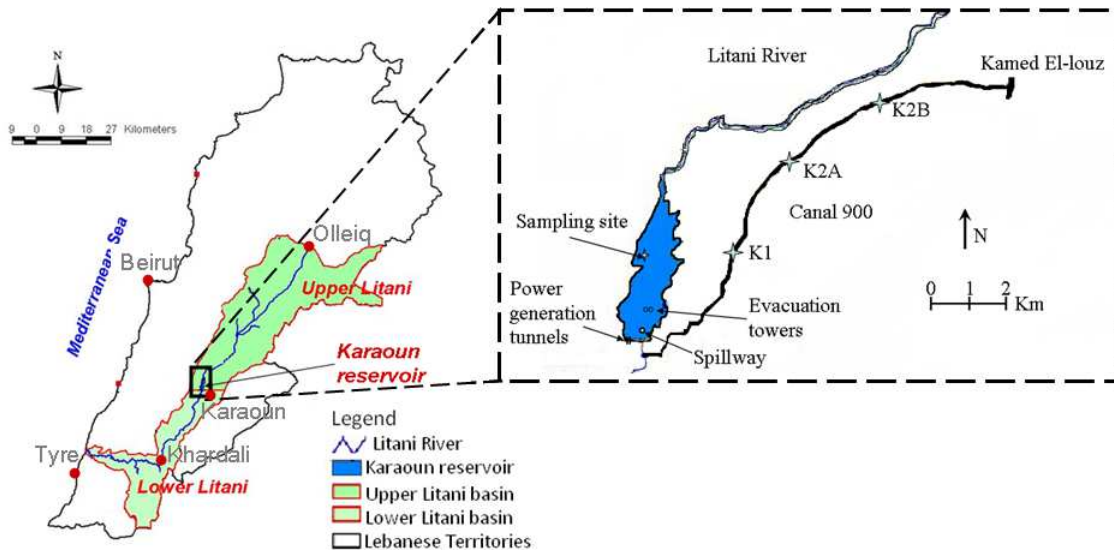 N
9 0 9 18 27 Kilometers
Mediterranean Sea
Beirut
Olleiq
Upper Litani
Karaoun
reservoir
Karaoun
Tyre
Khardali
Lower Litani
Legend
Litani River
Karaoun reservoir
Upper Litani basin
Lower Litani basin
Lebanese Territories
Litani River
Kamed El-louz
K2B
K2A
Canal 900
Sampling site
K1
N
0 1 2
Km
Power
generation
tunnels
Evacuation
towers
Spillway